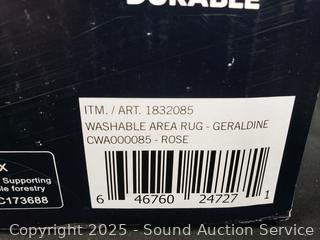 DURABLE
ITM. / ART. 1832085
WASHABLE AREA RUG - GERALDINE
CWA000085 - ROSE
X
Supporting
ble forestry
C173688
6 46760 24727 1
Copyright © 2025 - Sound Auction Service